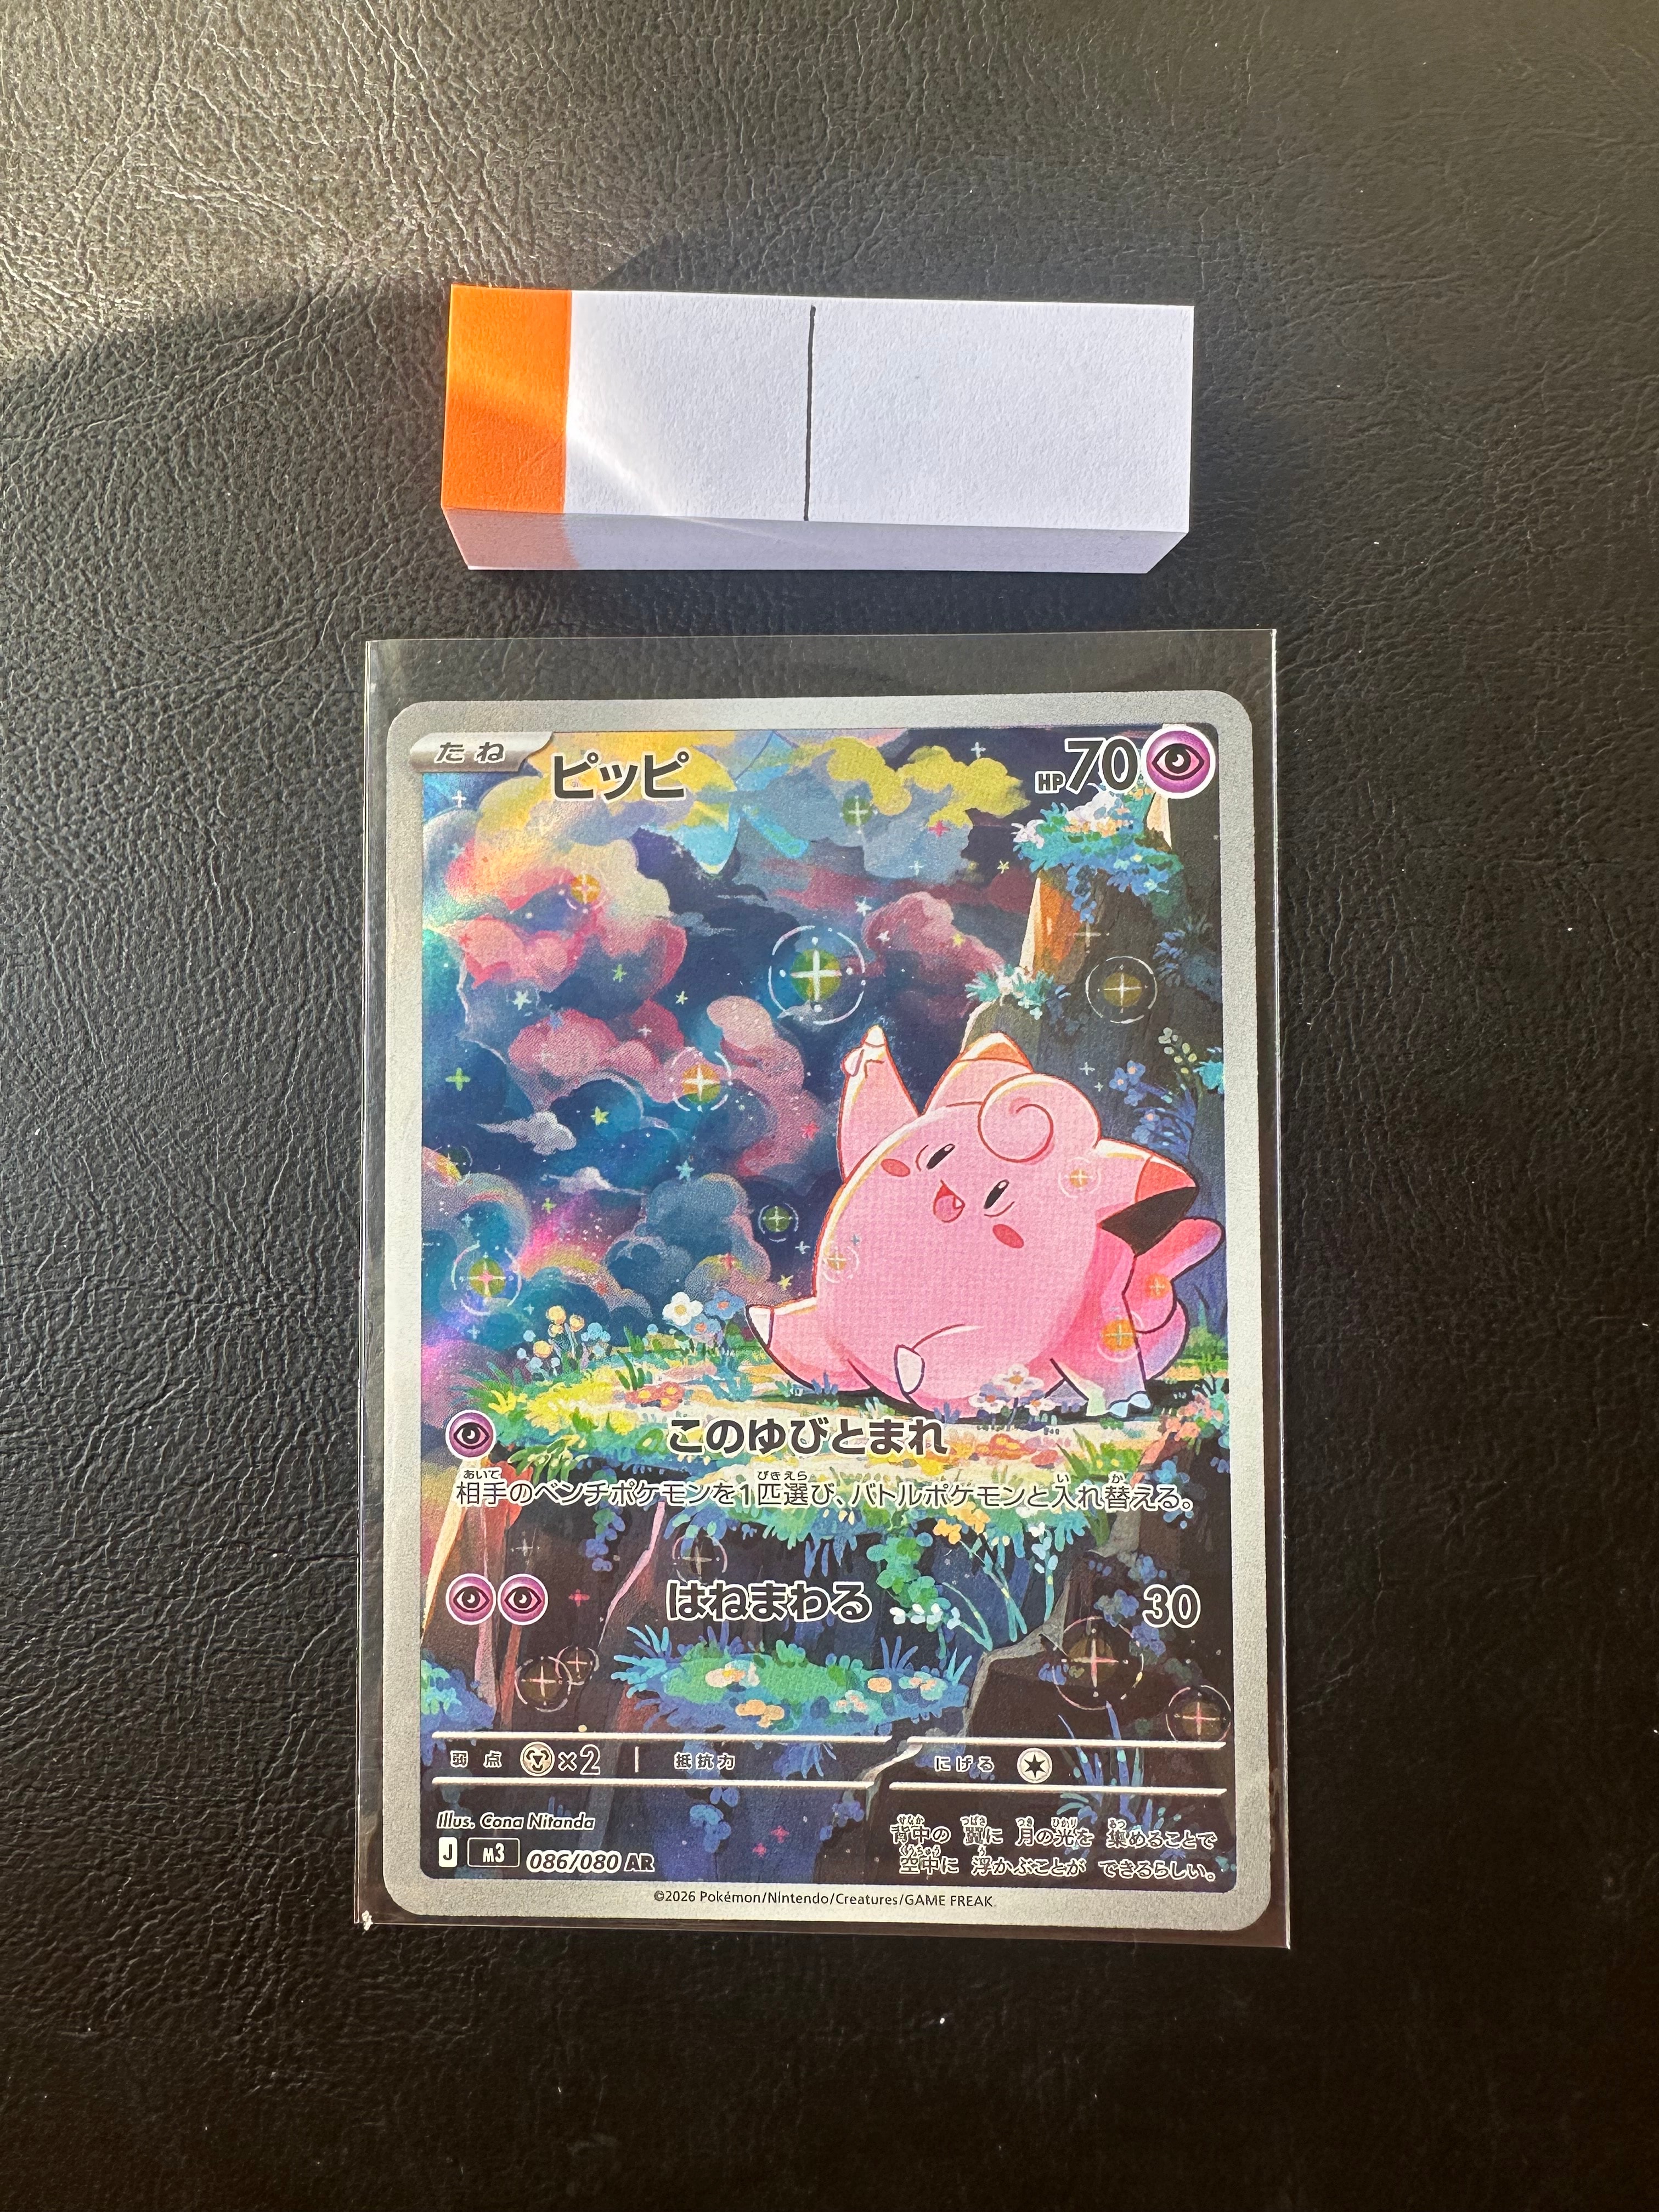 たね ピッピ HP70
このゆびとまれ
あいて びきえら い か
相手のベンチポケモンを1匹選び、バトルポケモンと入れ替える。
はねまわる 30
弱点 ×2 抵抗力 にげる
Illus. Cona Nitanda
J M3 086/080 AR
せなか つばさ つき ひかり あつ
背中の 翼に 月の光を 集めることで
くうちゅう う
空中に 浮かぶことが できるらしい。
©2026 Pokémon/Nintendo/Creatures/GAME FREAK.